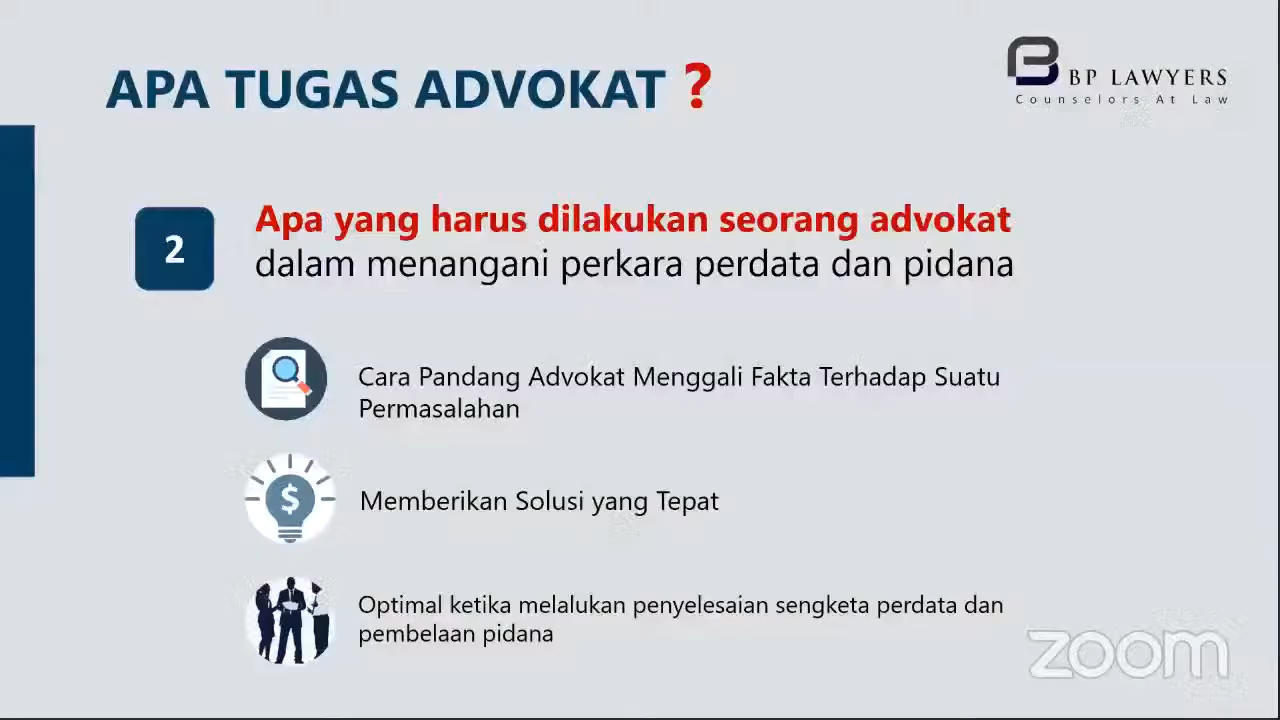 APA TUGAS ADVOKAT ?
BP LAWYERS
Counselors At Law
2
Apa yang harus dilakukan seorang advokat
dalam menangani perkara perdata dan pidana
Cara Pandang Advokat Menggali Fakta Terhadap Suatu
Permasalahan
$
Memberikan Solusi yang Tepat
Optimal ketika melalukan penyelesaian sengketa perdata dan
pembelaan pidana
zoom